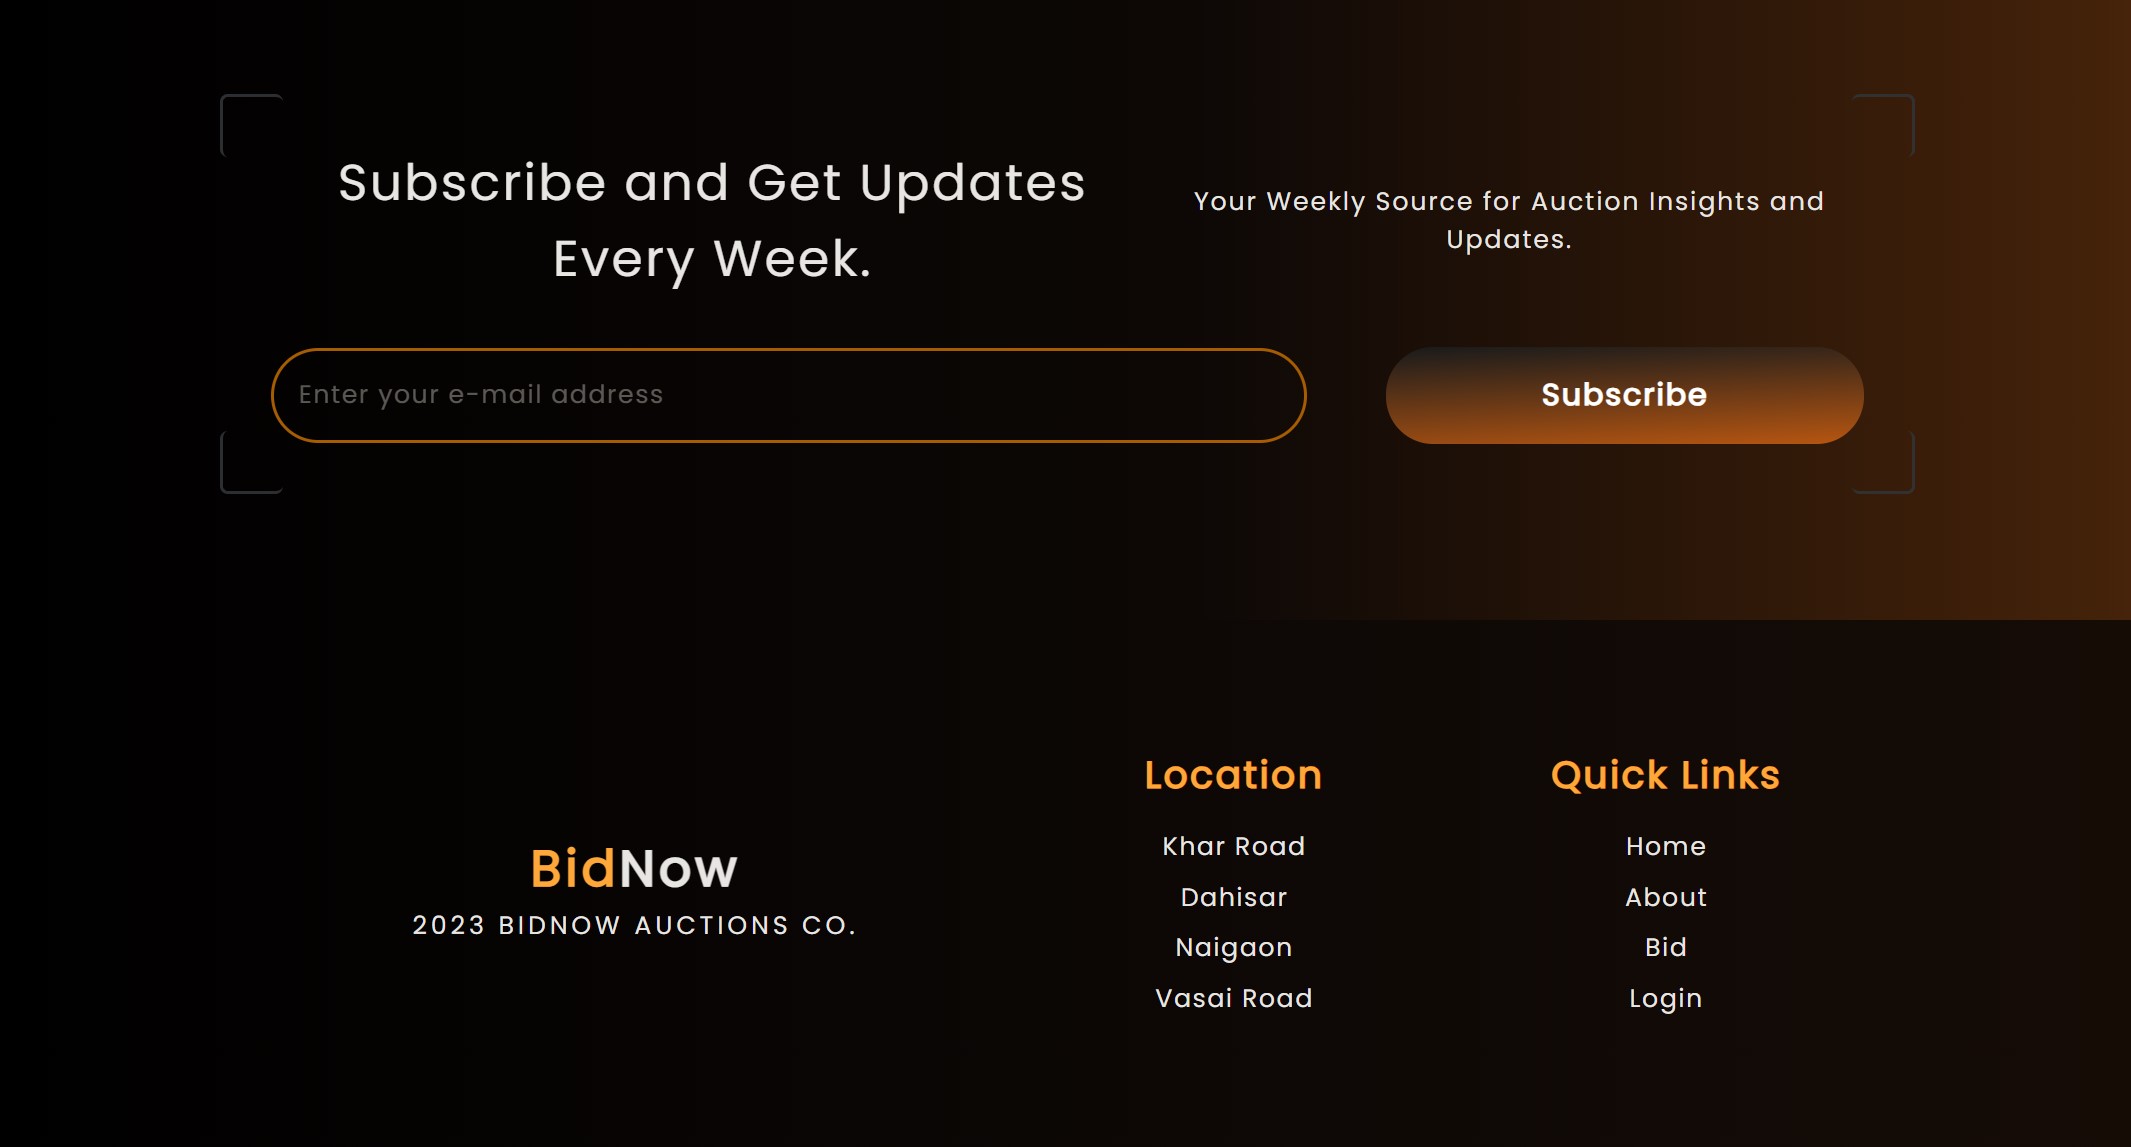 Subscribe and Get Updates
Every Week.
Your Weekly Source for Auction Insights and
Updates.
Enter your e-mail address
Subscribe
BidNow
2023 BIDNOW AUCTIONS CO.
Location
Khar Road
Dahisar
Naigaon
Vasai Road
Quick Links
Home
About
Bid
Login